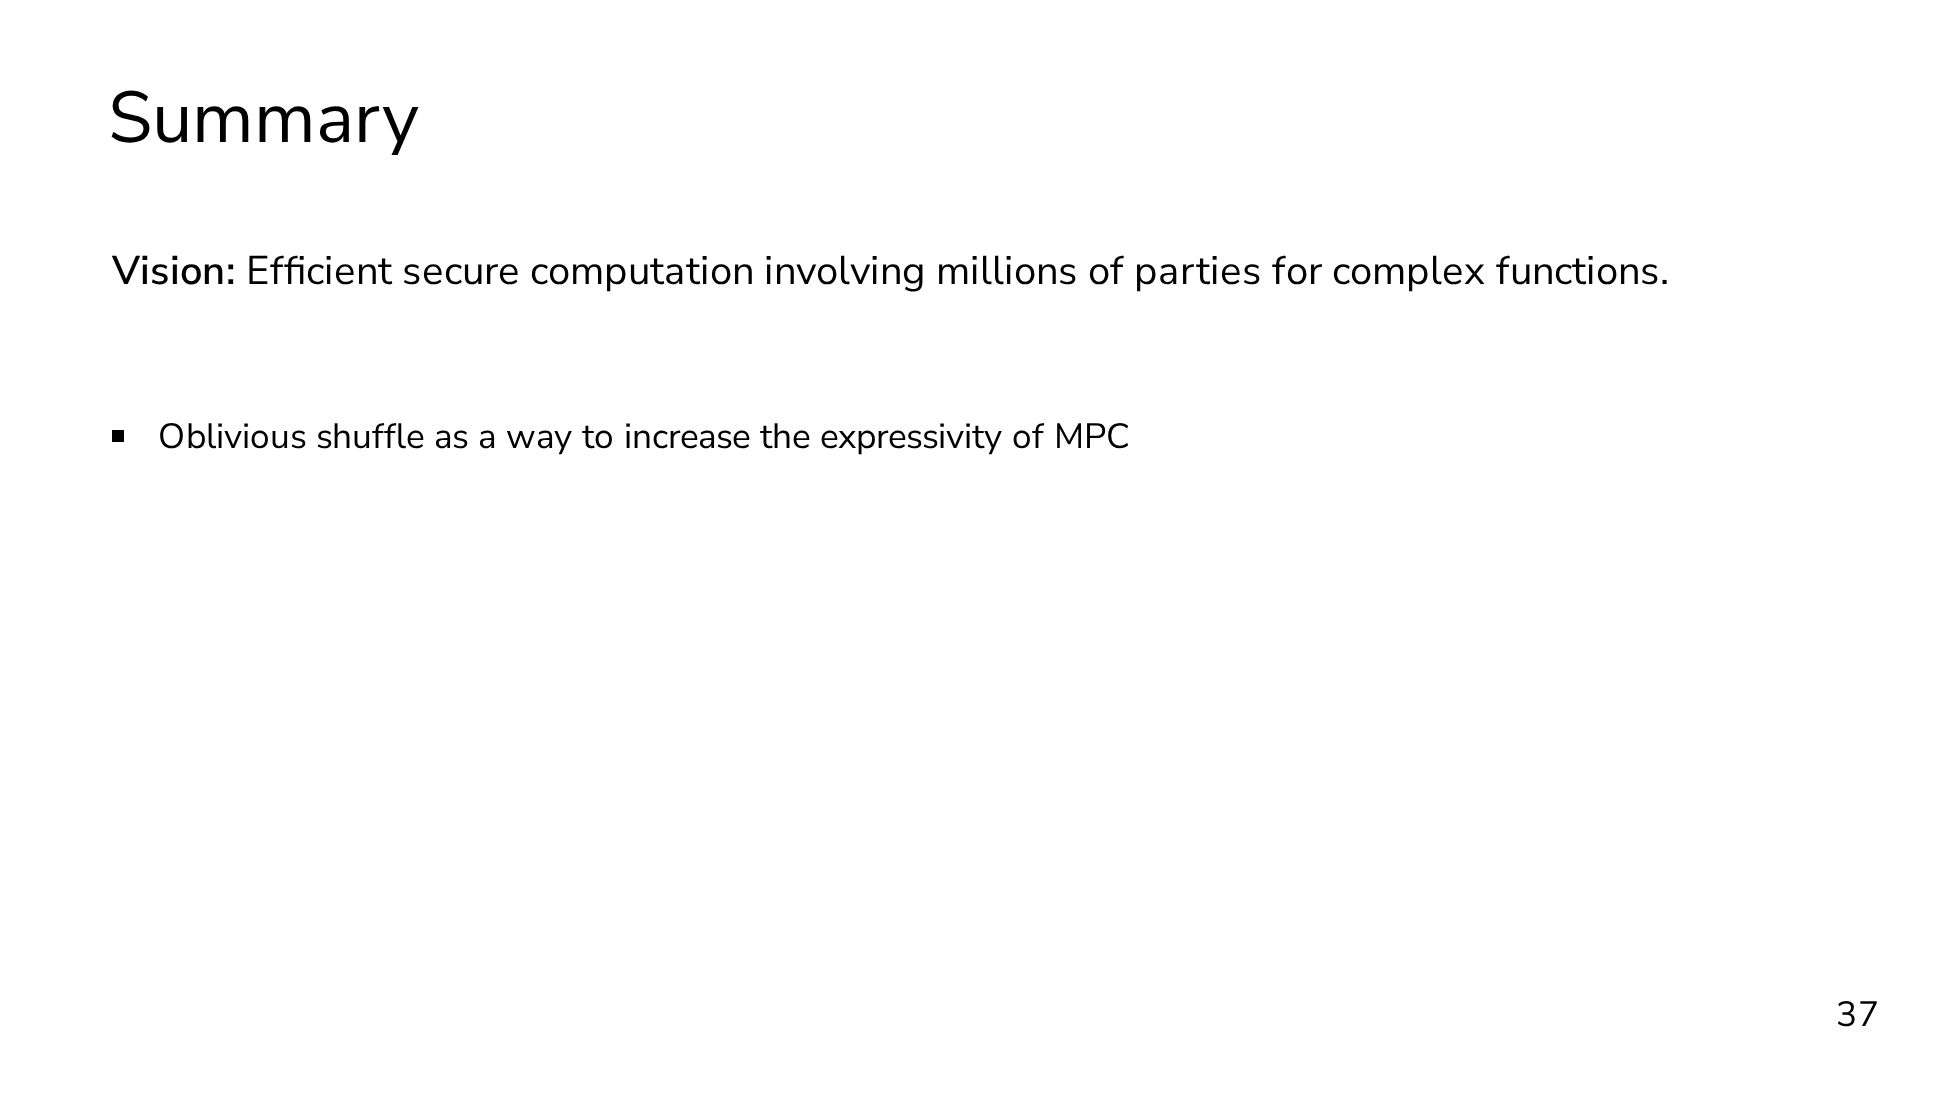 Summary
Vision: Efficient secure computation involving millions of parties for complex functions.
▪ Oblivious shuffle as a way to increase the expressivity of MPC
37